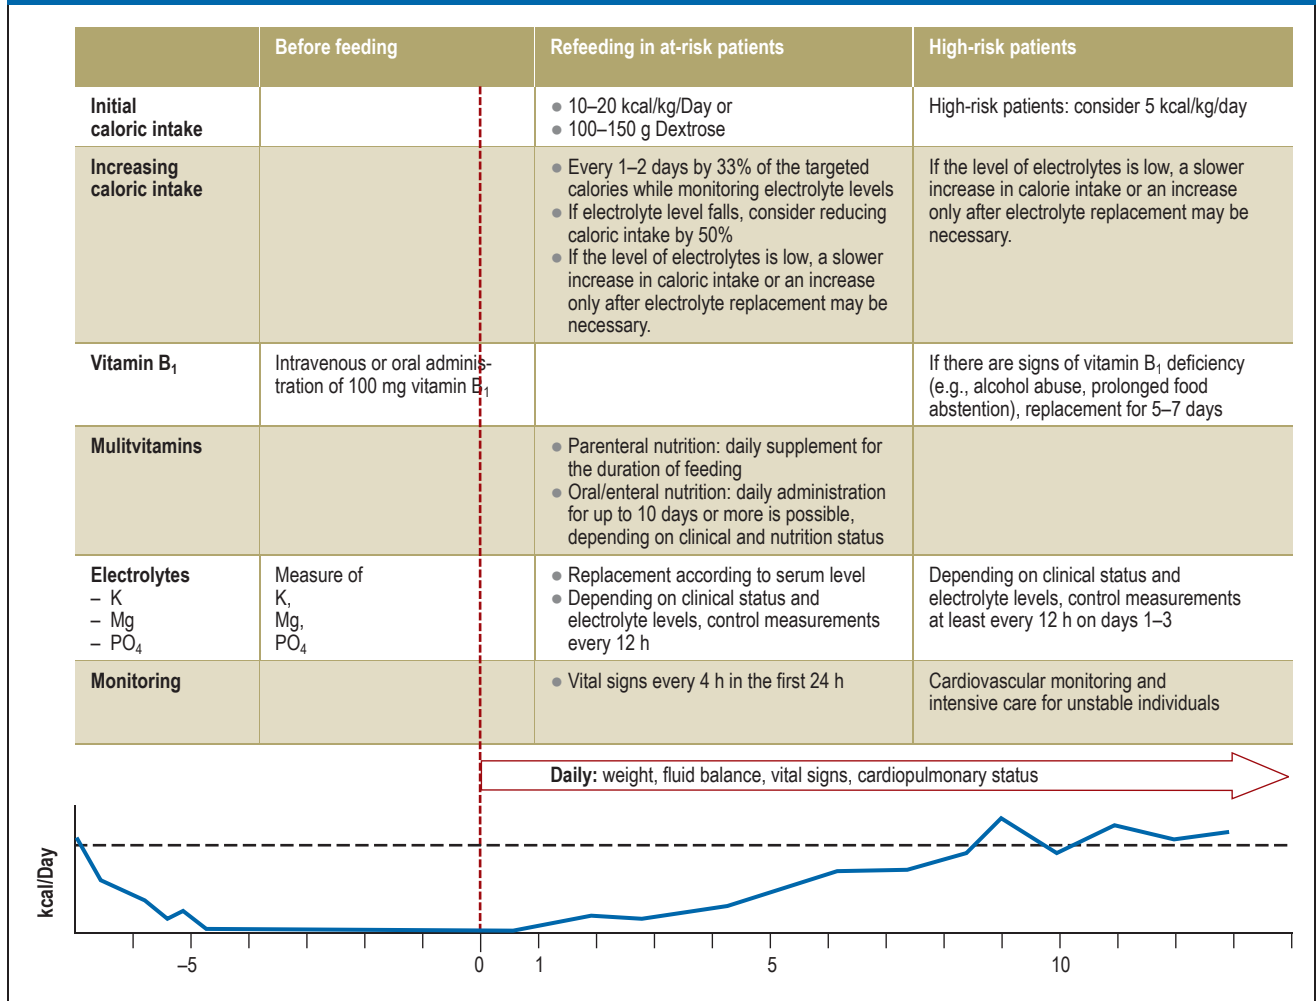 Before feeding
Refeeding in at-risk patients
High-risk patients
Initial
caloric intake
● 10–20 kcal/kg/Day or
● 100–150 g Dextrose
High-risk patients: consider 5 kcal/kg/day
Increasing
caloric intake
● Every 1–2 days by 33% of the targeted
calories while monitoring electrolyte levels
● If electrolyte level falls, consider reducing
caloric intake by 50%
● If the level of electrolytes is low, a slower
increase in caloric intake or an increase
only after electrolyte replacement may be
necessary.
If the level of electrolytes is low, a slower
increase in calorie intake or an increase
only after electrolyte replacement may be
necessary.
Vitamin B₁
Intravenous or oral adminis-
tration of 100 mg vitamin B₁
If there are signs of vitamin B₁ deficiency
(e.g., alcohol abuse, prolonged food
abstention), replacement for 5–7 days
Mulitvitamins
● Parenteral nutrition: daily supplement for
the duration of feeding
● Oral/enteral nutrition: daily administration
for up to 10 days or more is possible,
depending on clinical and nutrition status
Electrolytes
– K
– Mg
– PO₄
Measure of
K,
Mg,
PO₄
● Replacement according to serum level
● Depending on clinical status and
electrolyte levels, control measurements
every 12 h
Depending on clinical status and
electrolyte levels, control measurements
at least every 12 h on days 1–3
Monitoring
● Vital signs every 4 h in the first 24 h
Cardiovascular monitoring and
intensive care for unstable individuals
Daily: weight, fluid balance, vital signs, cardiopulmonary status
kcal/Day
–5
0
1
5
10